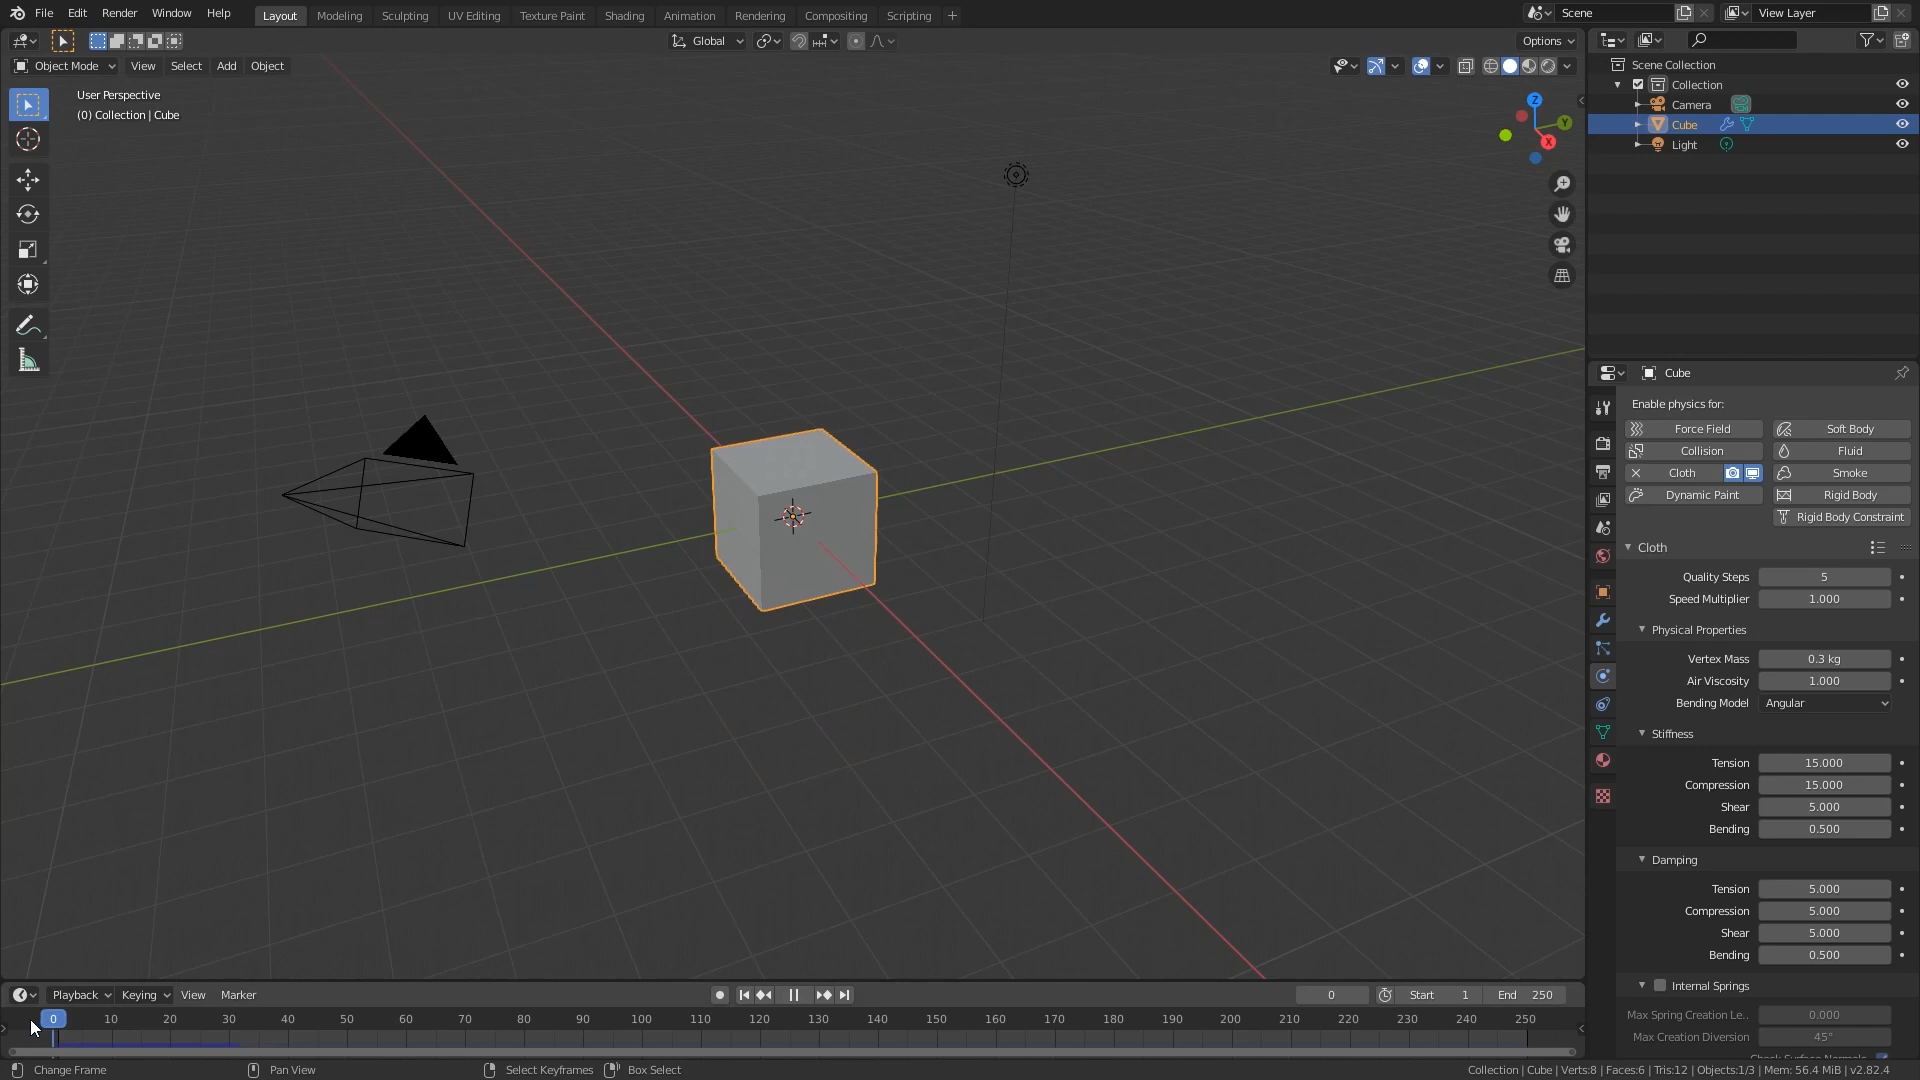 File Edit Render Window Help Layout Modeling Sculpting UV Editing Texture Paint Shading Animation Rendering Compositing Scripting + Scene View Layer
Global Options
Object Mode View Select Add Object
User Perspective
(0) Collection | Cube
Z
Y
X
Scene Collection
Collection
Camera
Cube
Light
Cube
Enable physics for:
Force Field Soft Body
Collision Fluid
Cloth Smoke
Dynamic Paint Rigid Body
Rigid Body Constraint
Cloth
Quality Steps 5
Speed Multiplier 1.000
Physical Properties
Vertex Mass 0.3 kg
Air Viscosity 1.000
Bending Model Angular
Stiffness
Tension 15.000
Compression 15.000
Shear 5.000
Bending 0.500
Damping
Tension 5.000
Compression 5.000
Shear 5.000
Bending 0.500
Internal Springs
Max Spring Creation Le.. 0.000
Max Creation Diversion 45°
Check Surface Normals
Playback Keying View Marker 0 Start 1 End 250
0 10 20 30 40 50 60 70 80 90 100 110 120 130 140 150 160 170 180 190 200 210 220 230 240 250
Change Frame Pan View Select Keyframes Box Select Collection | Cube | Verts:8 | Faces:6 | Tris:12 | Objects:1/3 | Mem: 56.4 MiB | v2.82.4